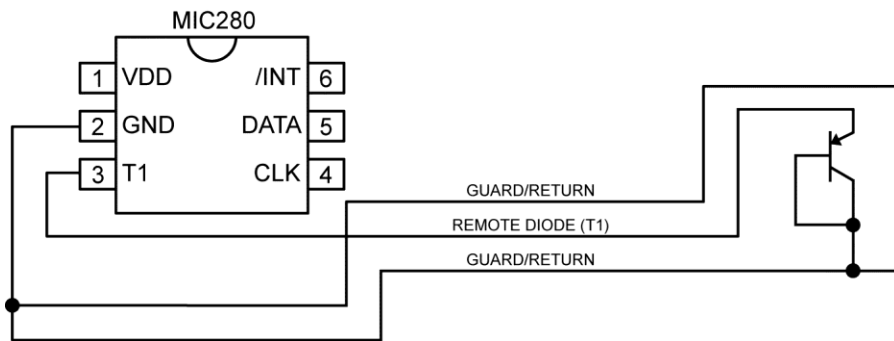 MIC280
1 VDD /INT 6
2 GND DATA 5
3 T1 CLK 4
GUARD/RETURN
REMOTE DIODE (T1)
GUARD/RETURN